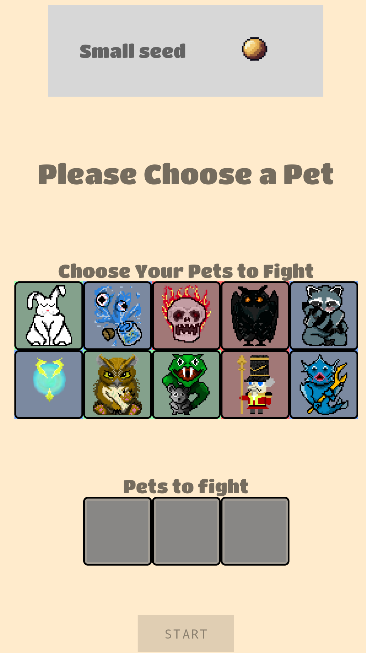 Small seed
Please Choose a Pet
Choose Your Pets to Fight
Pets to fight
START